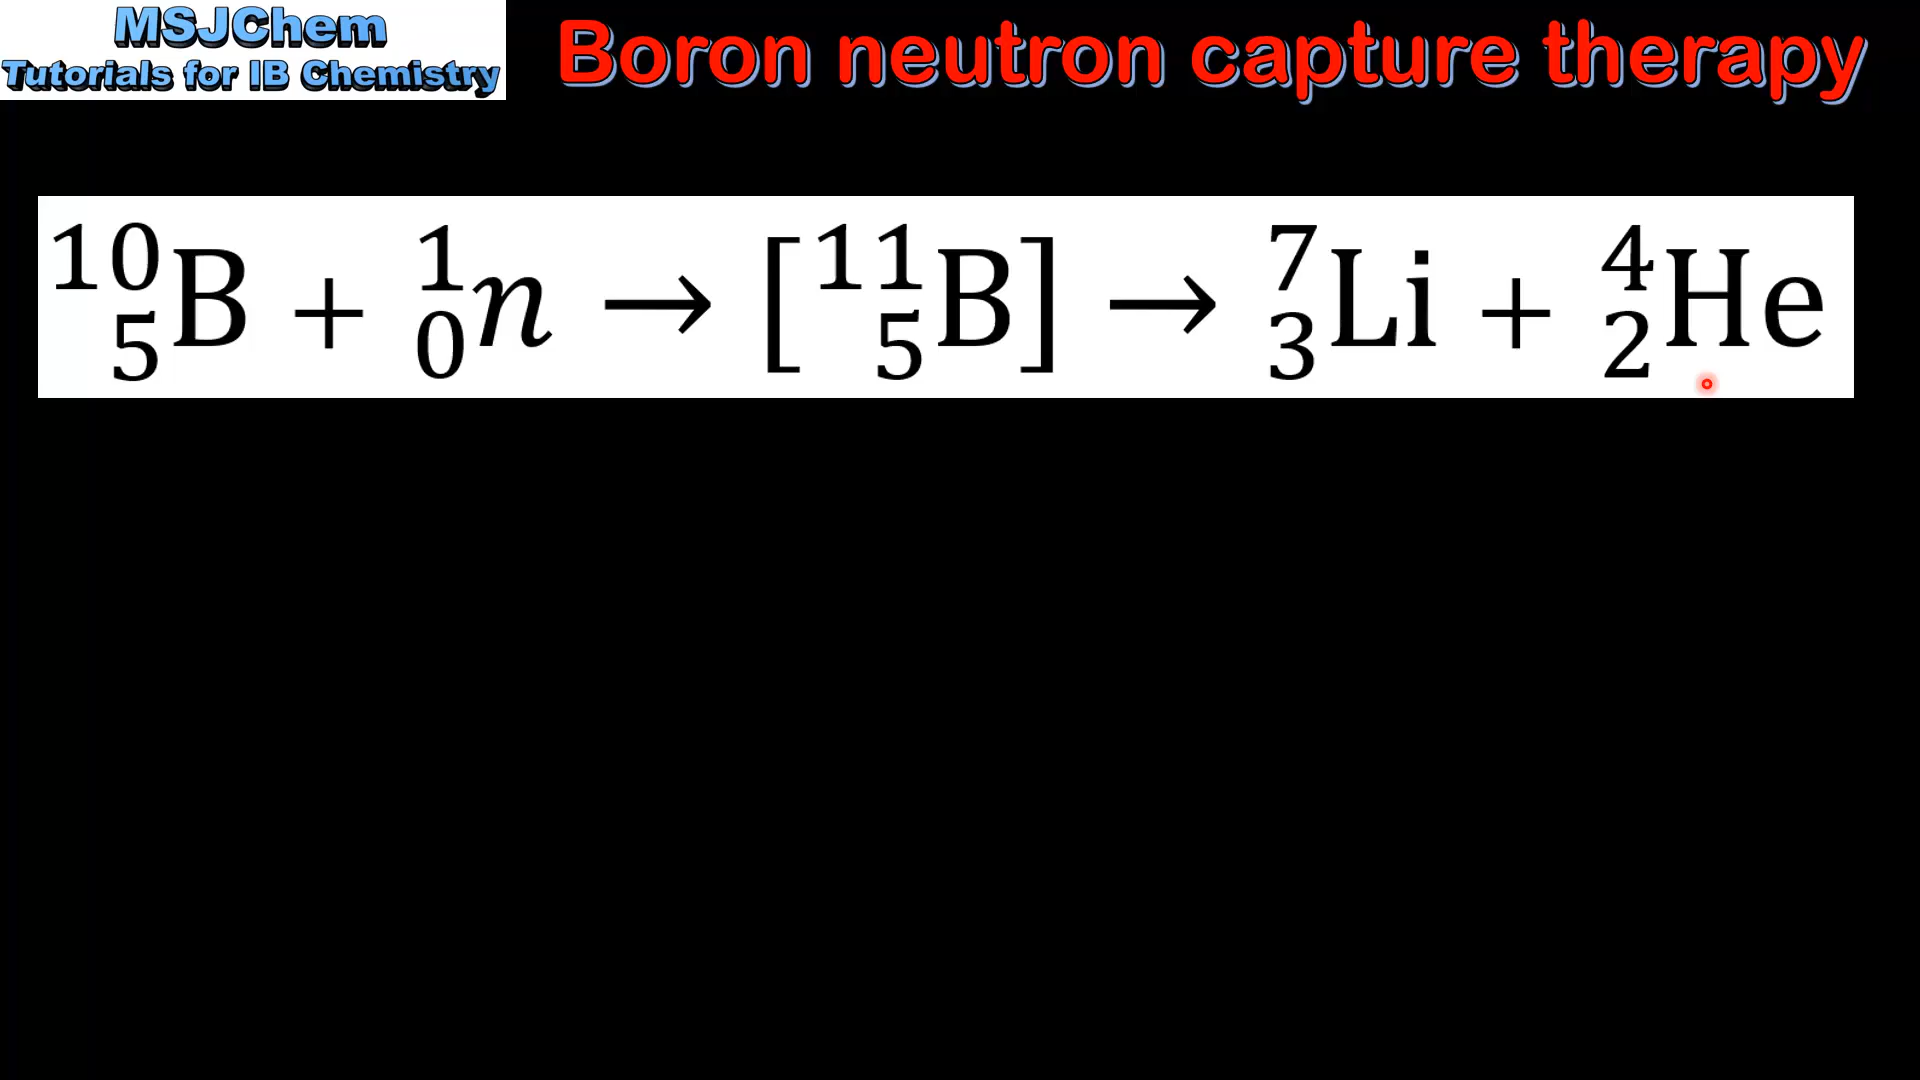 MSJChem
Tutorials for IB Chemistry
Boron neutron capture therapy
¹⁰₅B + ¹₀n → [¹¹₅B] → ⁷₃Li + ⁴₂He